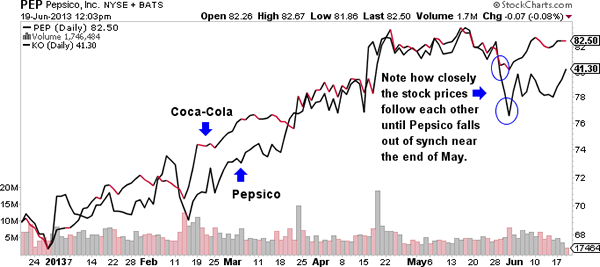 PEP Pepsico, Inc. NYSE + BATS © StockCharts.com
19-Jun-2013 12:03pm Open 82.26 High 82.67 Low 81.86 Last 82.50 Volume 1.7M Chg -0.07 (-0.08%)
PEP (Daily) 82.50
Volume 1,746,484
KO (Daily) 41.30
82.50
82
41.30
80
78
76
74
72
70
68
17464
20M
15M
10M
5M
Coca-Cola
Pepsico
Note how closely
the stock prices
follow each other
until Pepsico falls
out of synch near
the end of May.
24 20137 14 22 28 Feb 11 19 25 Mar 11 18 25 Apr 8 15 22 May 13 20 28 Jun 10 17